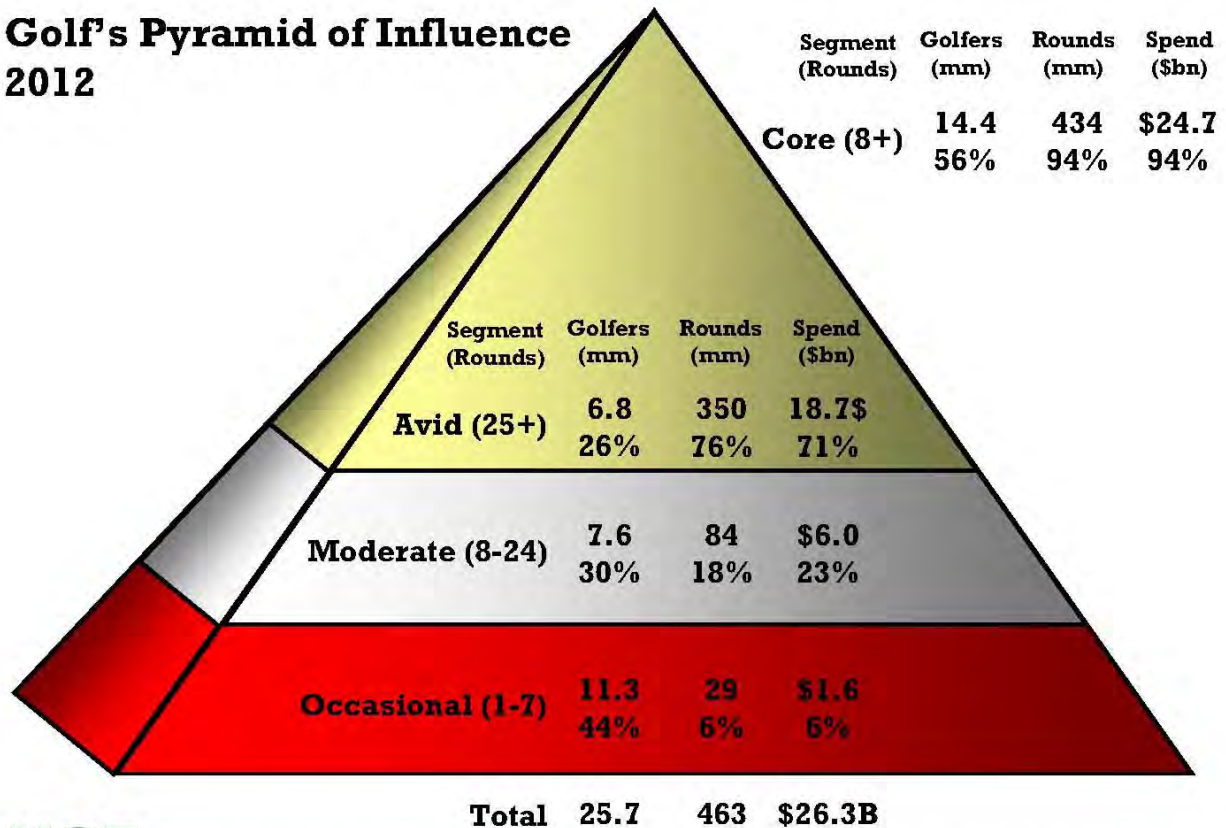 Golf's Pyramid of Influence
2012
Segment Golfers Rounds Spend
(Rounds) (mm) (mm) ($bn)
Core (8+) 14.4 434 $24.7
56% 94% 94%
Segment Golfers Rounds Spend
(Rounds) (mm) (mm) ($bn)
Avid (25+) 6.8 350 18.7$
26% 76% 71%
Moderate (8-24) 7.6 84 $6.0
30% 18% 23%
Occasional (1-7) 11.3 29 $1.6
44% 6% 6%
Total 25.7 463 $26.3B